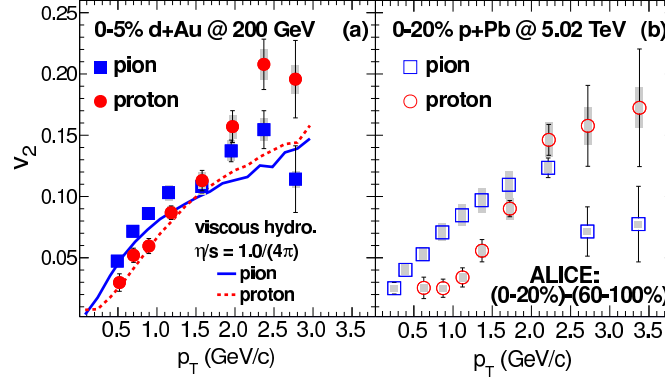 0-5% d+Au @ 200 GeV (a)
pion
proton
viscous hydro.
η/s = 1.0/(4π)
pion
proton
v2
0.25
0.20
0.15
0.10
0.05
0.5 1.0 1.5 2.0 2.5 3.0 3.5
pT (GeV/c)
0-20% p+Pb @ 5.02 TeV (b)
pion
proton
ALICE:
(0-20%)-(60-100%)
0.5 1.0 1.5 2.0 2.5 3.0 3.5
pT (GeV/c)